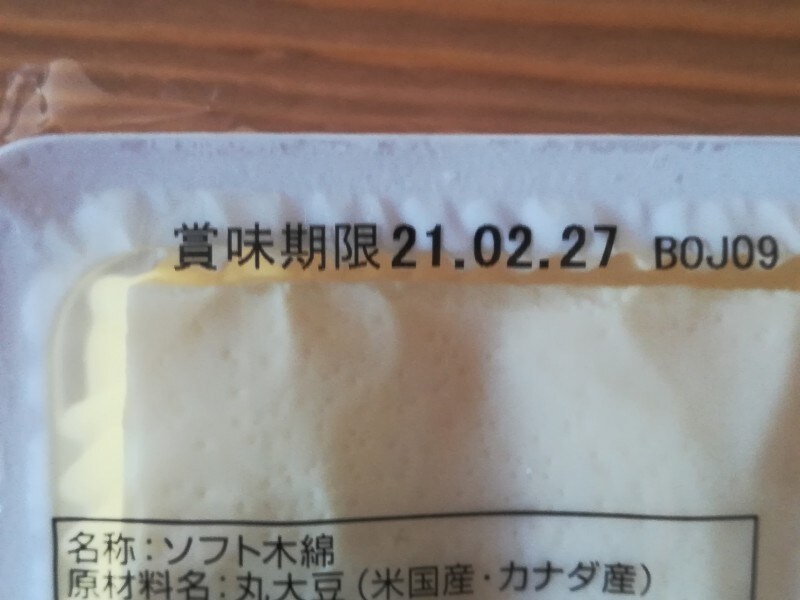 賞味期限21.02.27 BOJ09
名称:ソフト木綿
原材料名:丸大豆(米国産・カナダ産)